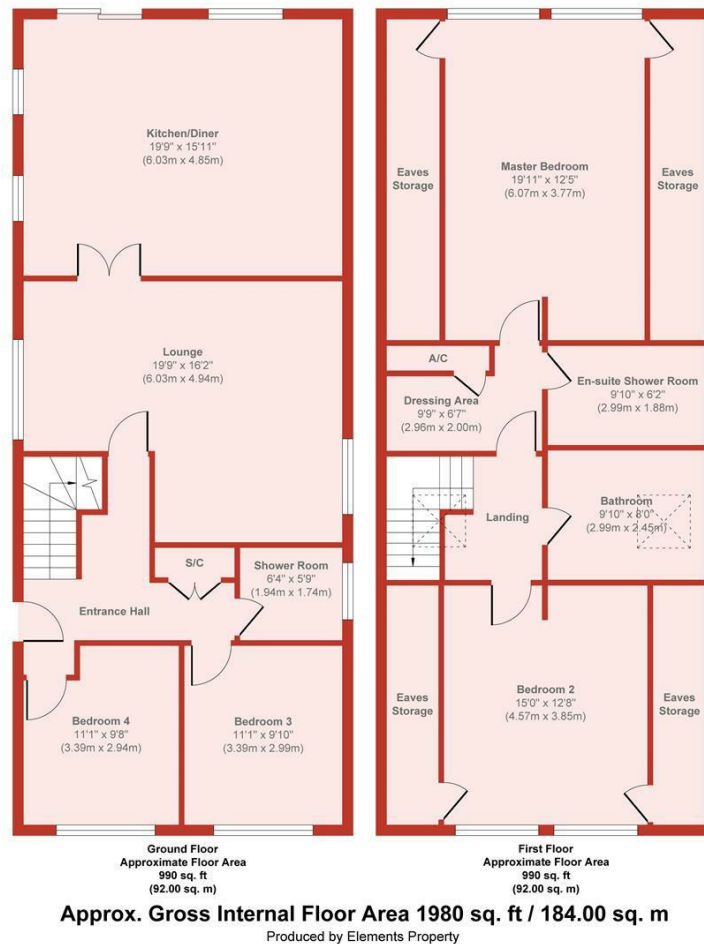 Kitchen/Diner
19'9" x 15'11"
(6.03m x 4.85m)
Lounge
19'9" x 16'2"
(6.03m x 4.94m)
S/C
Shower Room
6'4" x 5'9"
(1.94m x 1.74m)
Entrance Hall
Bedroom 4
11'1" x 9'8"
(3.39m x 2.94m)
Bedroom 3
11'1" x 9'10"
(3.39m x 2.99m)
Ground Floor
Approximate Floor Area
990 sq. ft
(92.00 sq. m)
Eaves
Storage
Master Bedroom
19'11" x 12'5"
(6.07m x 3.77m)
Eaves
Storage
A/C
Dressing Area
9'9" x 6'7"
(2.96m x 2.00m)
En-suite Shower Room
9'10" x 6'2"
(2.99m x 1.88m)
Landing
Bathroom
9'10" x 8'0"
(2.99m x 2.45m)
Eaves
Storage
Bedroom 2
15'0" x 12'8"
(4.57m x 3.85m)
Eaves
Storage
First Floor
Approximate Floor Area
990 sq. ft
(92.00 sq. m)
Approx. Gross Internal Floor Area 1980 sq. ft / 184.00 sq. m
Produced by Elements Property